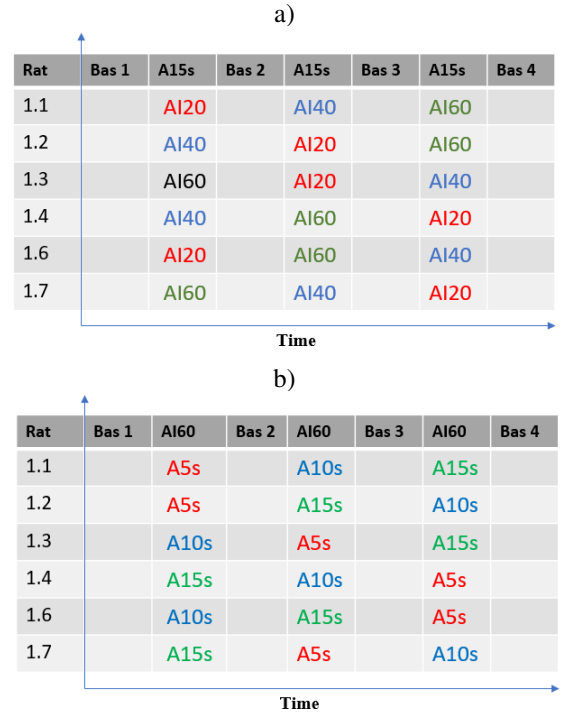 a)
Rat Bas 1 A15s Bas 2 A15s Bas 3 A15s Bas 4
1.1 AI20 AI40 AI60
1.2 AI40 AI20 AI60
1.3 AI60 AI20 AI40
1.4 AI40 AI60 AI20
1.6 AI20 AI60 AI40
1.7 AI60 AI40 AI20
Time
b)
Rat Bas 1 AI60 Bas 2 AI60 Bas 3 AI60 Bas 4
1.1 A5s A10s A15s
1.2 A5s A15s A10s
1.3 A10s A5s A15s
1.4 A15s A10s A5s
1.6 A10s A15s A5s
1.7 A15s A5s A10s
Time